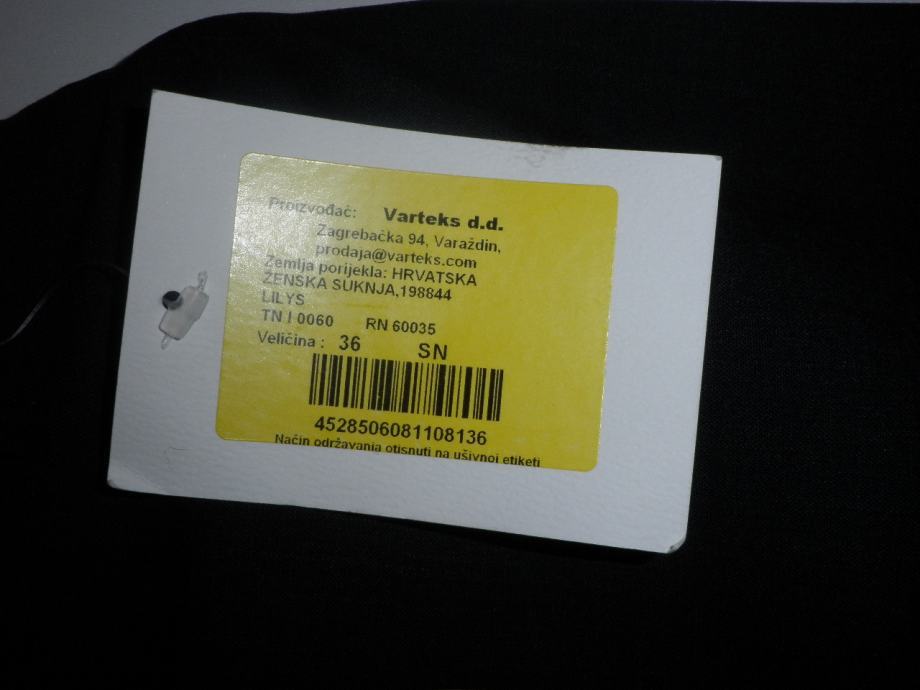 Proizvođač: Varteks d.d.
Zagrebačka 94, Varaždin,
prodaja@varteks.com
Zemlja porijekla: HRVATSKA
ŽENSKA SUKNJA,198844
LILYS
TN I 0060 RN 60035
Veličina : 36 SN
4528506081108136
Način održavanja otisnuti na ušivnoj etiketi